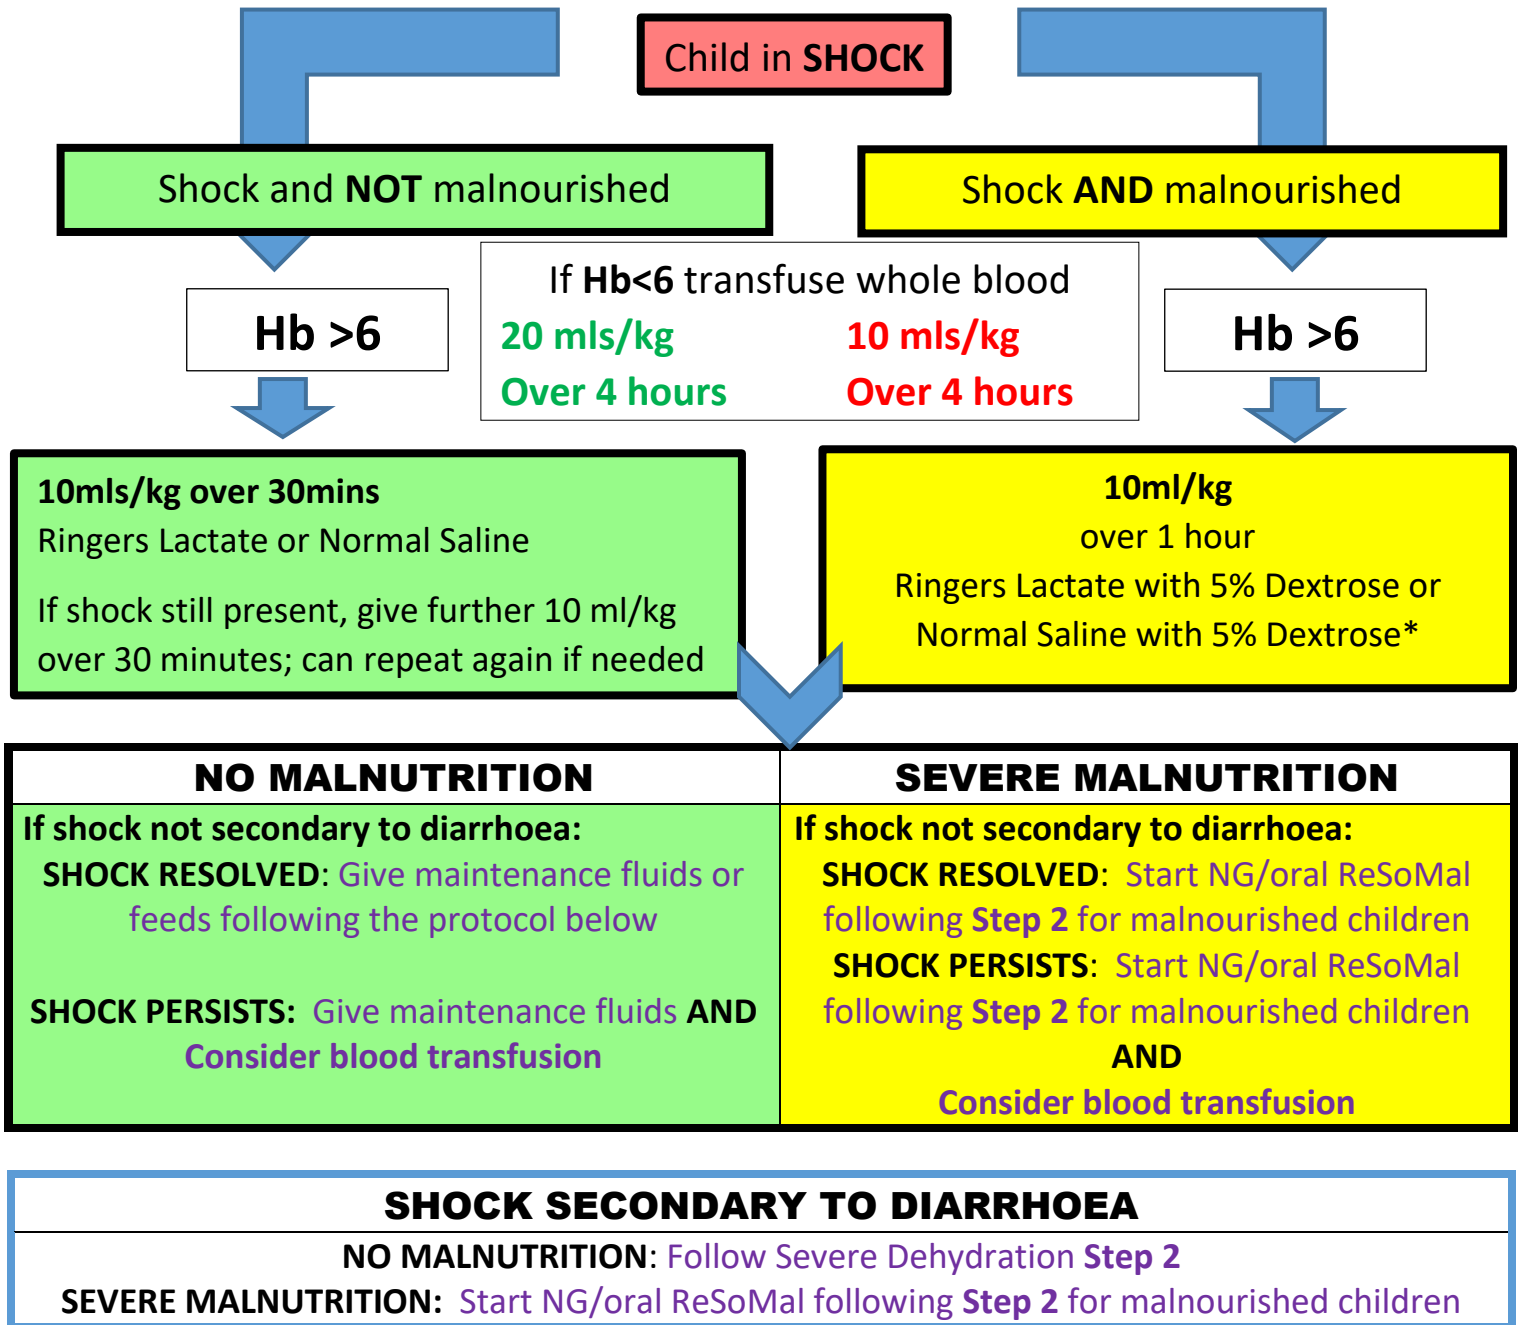 Child in SHOCK
Shock and NOT malnourished
Shock AND malnourished
If Hb<6 transfuse whole blood
20 mls/kg
Over 4 hours
10 mls/kg
Over 4 hours
Hb >6
Hb >6
10mls/kg over 30mins
Ringers Lactate or Normal Saline
If shock still present, give further 10 ml/kg
over 30 minutes; can repeat again if needed
10ml/kg
over 1 hour
Ringers Lactate with 5% Dextrose or
Normal Saline with 5% Dextrose*
NO MALNUTRITION
If shock not secondary to diarrhoea:
SHOCK RESOLVED: Give maintenance fluids or
feeds following the protocol below
SHOCK PERSISTS: Give maintenance fluids AND
Consider blood transfusion
SEVERE MALNUTRITION
If shock not secondary to diarrhoea:
SHOCK RESOLVED: Start NG/oral ReSoMal
following Step 2 for malnourished children
SHOCK PERSISTS: Start NG/oral ReSoMal
following Step 2 for malnourished children
AND
Consider blood transfusion
SHOCK SECONDARY TO DIARRHOEA
NO MALNUTRITION: Follow Severe Dehydration Step 2
SEVERE MALNUTRITION: Start NG/oral ReSoMal following Step 2 for malnourished children